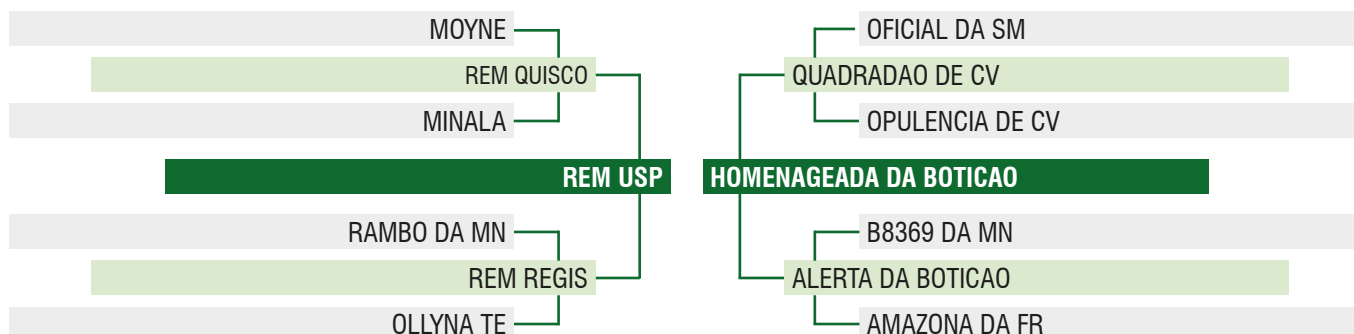 MOYNE
REM QUISCO
MINALA
REM USP
RAMBO DA MN
REM REGIS
OLLYNA TE
OFICIAL DA SM
QUADRADAO DE CV
OPULENCIA DE CV
HOMENAGEADA DA BOTICAO
B8369 DA MN
ALERTA DA BOTICAO
AMAZONA DA FR